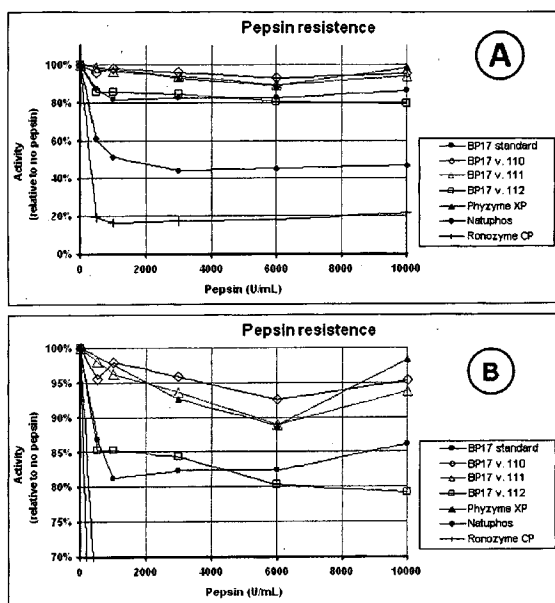 Pepsin resistance
A
100%
80%
60%
40%
20%
0%
Activity
(relative to no pepsin)
0 2000 4000 6000 8000 10000
Pepsin (U/mL)
BP17 standard
BP17 v. 110
BP17 v. 111
BP17 v. 112
Phyzyme XP
Natuphos
Ronozyme CP
Pepsin resistance
B
100%
95%
90%
85%
80%
75%
70%
Activity
(relative to no pepsin)
0 2000 4000 6000 8000 10000
Pepsin (U/mL)
BP17 standard
BP17 v. 110
BP17 v. 111
BP17 v. 112
Phyzyme XP
Natuphos
Ronozyme CP